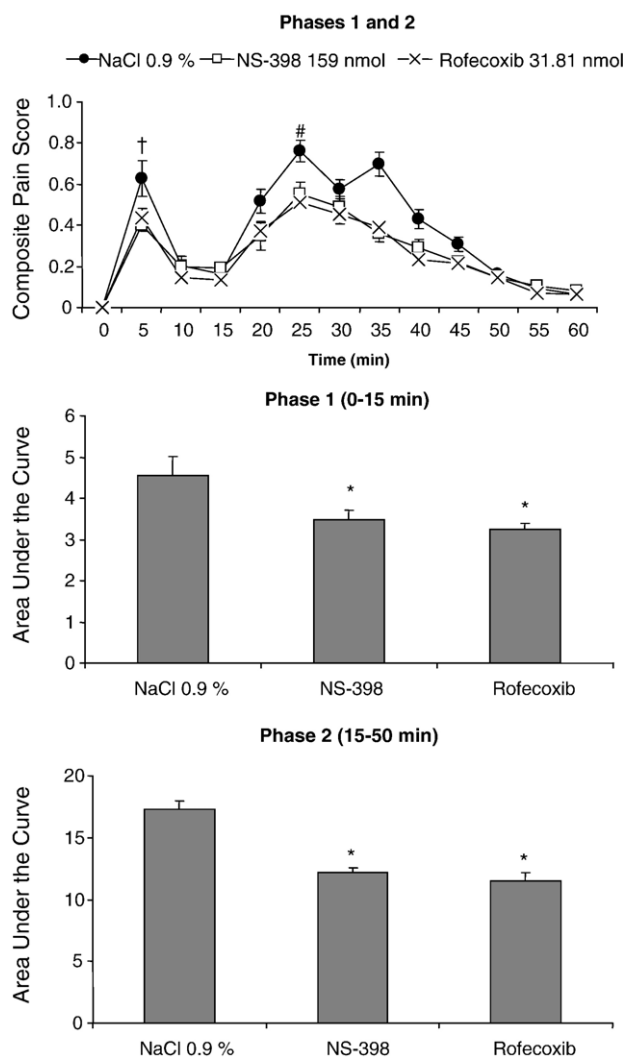 Phases 1 and 2
NaCl 0.9 % NS-398 159 nmol Rofecoxib 31.81 nmol
Composite Pain Score
1.0
0.8
0.6
0.4
0.2
0
† #
0 5 10 15 20 25 30 35 40 45 50 55 60
Time (min)
Phase 1 (0-15 min)
Area Under the Curve
6
5
4
3
2
1
0
* *
NaCl 0.9 % NS-398 Rofecoxib
Phase 2 (15-50 min)
Area Under the Curve
20
15
10
5
0
* *
NaCl 0.9 % NS-398 Rofecoxib